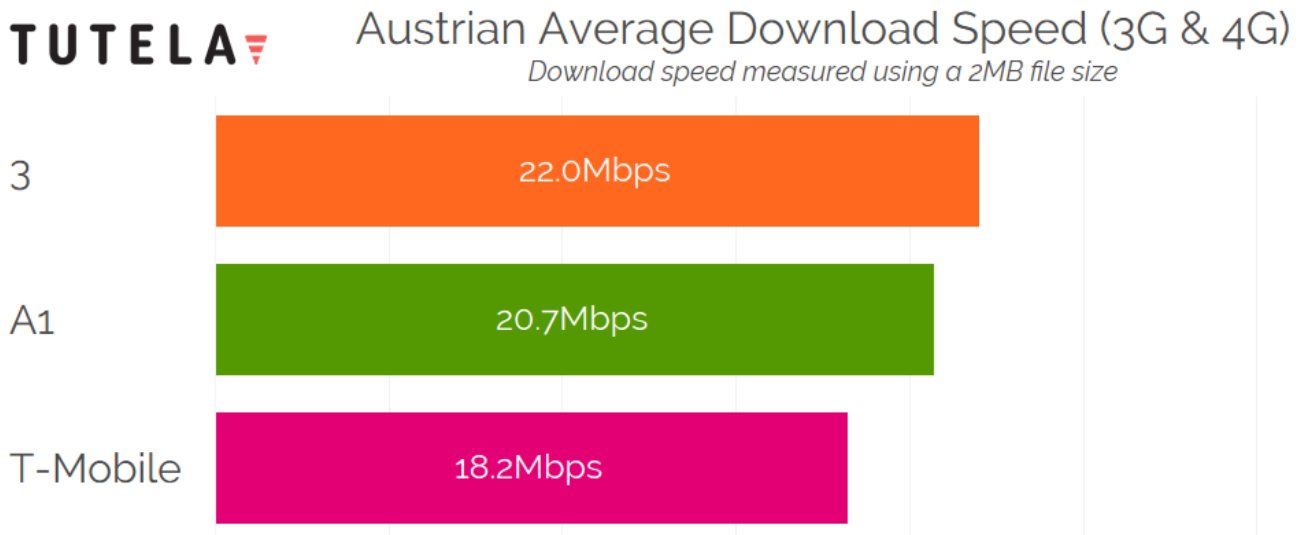 TUTELA
Austrian Average Download Speed (3G & 4G)
Download speed measured using a 2MB file size
3
22.0Mbps
A1
20.7Mbps
T-Mobile
18.2Mbps